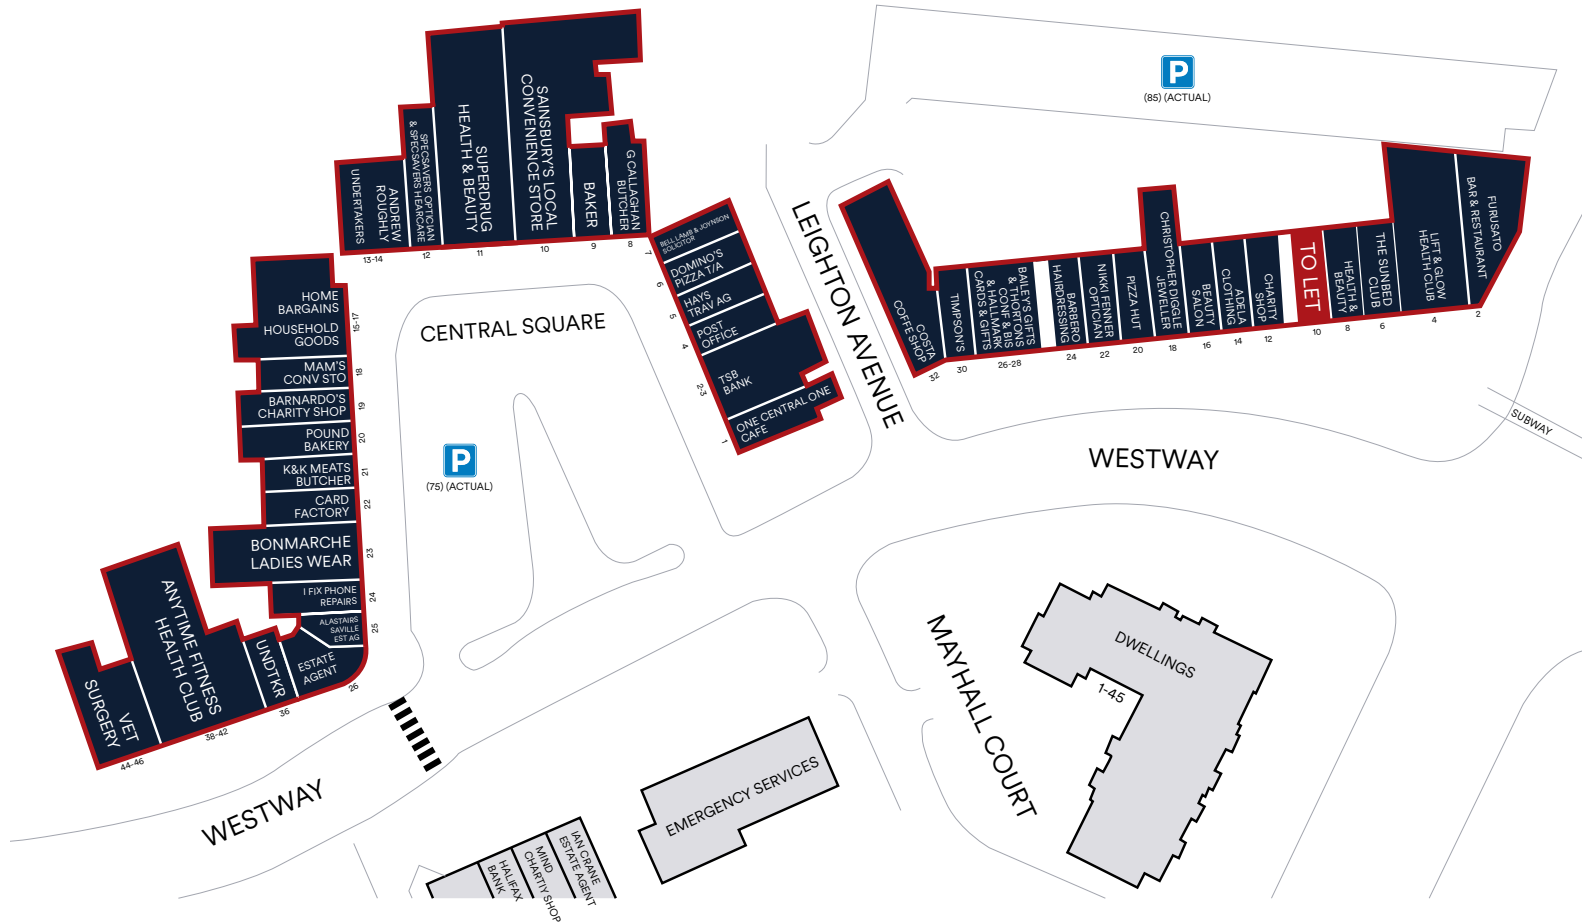 P
(85) (ACTUAL)
UNDERTAKERS
ANDREW
ROUGHLY
13-14
SPECSAVERS OPTICIAN
& SPECSAVERS HEARCARE
12
SUPERDRUG
HEALTH & BEAUTY
11
SAINSBURY'S LOCAL
CONVENIENCE STORE
10
BAKER
9
G CALLAGHAN
BUTCHER
8
BELL LAMB & JOYNSON
SOLICITOR
7
DOMINO'S
PIZZA T/A
6
HAYS
TRAV AG
5
POST
OFFICE
4
TSB
BANK
2-3
ONE CENTRAL ONE
CAFE
1
LEIGHTON AVENUE
COSTA
COFFE SHOP
32
TIMPSON'S
30
BAILEY'S GIFTS
& THORTONS
CONF & BIS
& HALLMARK
CARDS & GIFTS
26-28
BARBERO
HAIRDRESSING
24
NIKKI FENNER
OPTICIAN
22
PIZZA HUT
20
CHRISTOPHER DIGGLE
JEWELLER
18
BEAUTY
SALON
16
ADELA
CLOTHING
14
CHARITY
SHOP
12
TO LET
10
HEALTH &
BEAUTY
8
THE SUNBED
CLUB
6
LIFT & GLOW
HEALTH CLUB
4
FURUSATO
BAR & RESTAURANT
2
CENTRAL SQUARE
P
(75) (ACTUAL)
HOME
BARGAINS
HOUSEHOLD
GOODS
15-17
MAM'S
CONV STO
18
BARNARDO'S
CHARITY SHOP
19
POUND
BAKERY
20
K&K MEATS
BUTCHER
21
CARD
FACTORY
22
BONMARCHE
LADIES WEAR
23
I FIX PHONE
REPAIRS
24
ALASTAIRS
SAVILLE
EST AG
25
ESTATE
AGENT
26
UNDTKR
36
ANYTIME FITNESS
HEALTH CLUB
38-42
VET
SURGERY
44-46
WESTWAY
SUBWAY
WESTWAY
MAYHALL COURT
DWELLINGS
1-45
EMERGENCY SERVICES
HALIFAX
BANK
MIND
CHARTIY SHOP
IAN CRANE
ESTATE AGENT